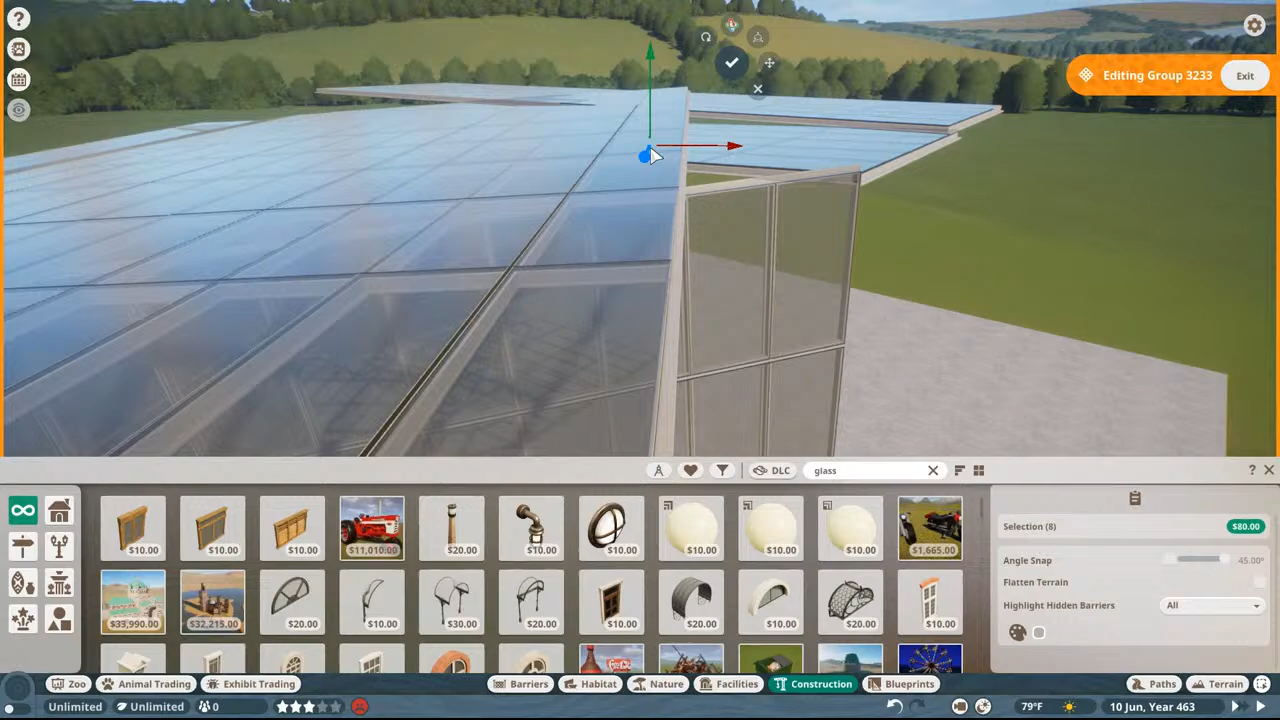 ?
Editing Group 3233 Exit
DLC glass ?
$10.00 $10.00 $10.00 $11,010.00 $20.00 $10.00 $10.00 $10.00 $10.00 $10.00 $1,665.00
Selection (8) $80.00
Angle Snap 45.00°
Flatten Terrain
Highlight Hidden Barriers All
$33,990.00 $32,215.00 $20.00 $10.00 $30.00 $20.00 $10.00 $20.00 $10.00 $20.00 $10.00
Zoo Animal Trading Exhibit Trading Barriers Habitat Nature Facilities Construction Blueprints Paths Terrain
Unlimited Unlimited 0 79°F 10 Jun, Year 463